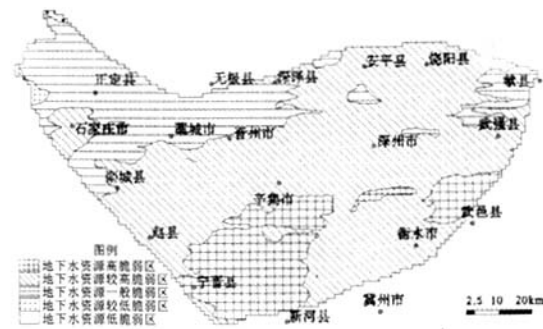 安平县 饶阳县
正定县 无极县 深泽县 献县
石家庄市 藁城市 晋州市 深州市 武强县
栾城县
辛集市 武邑县
赵县 衡水市
图例
地下水资源高脆弱区
地下水资源较高脆弱区
地下水资源一般脆弱区
地下水资源较低脆弱区
地下水资源低脆弱区
宁晋县 新河县 冀州市
2.5 10 20km